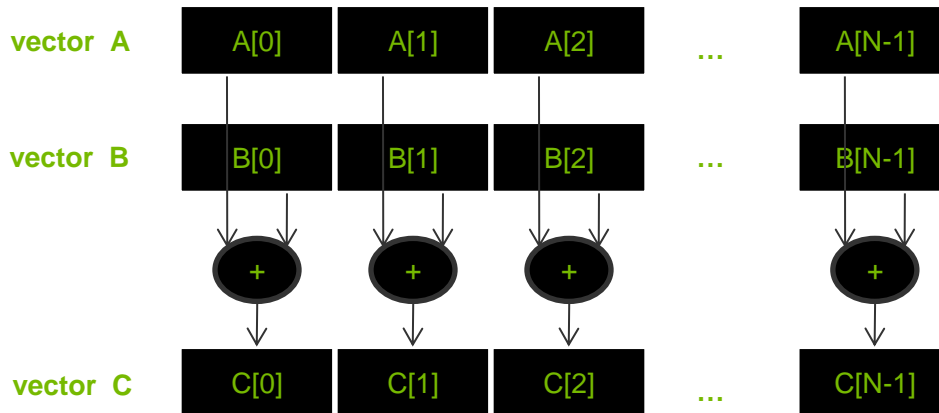 vector A A[0] A[1] A[2] ... A[N-1]
vector B B[0] B[1] B[2] ... B[N-1]
+ + + +
vector C C[0] C[1] C[2] ... C[N-1]